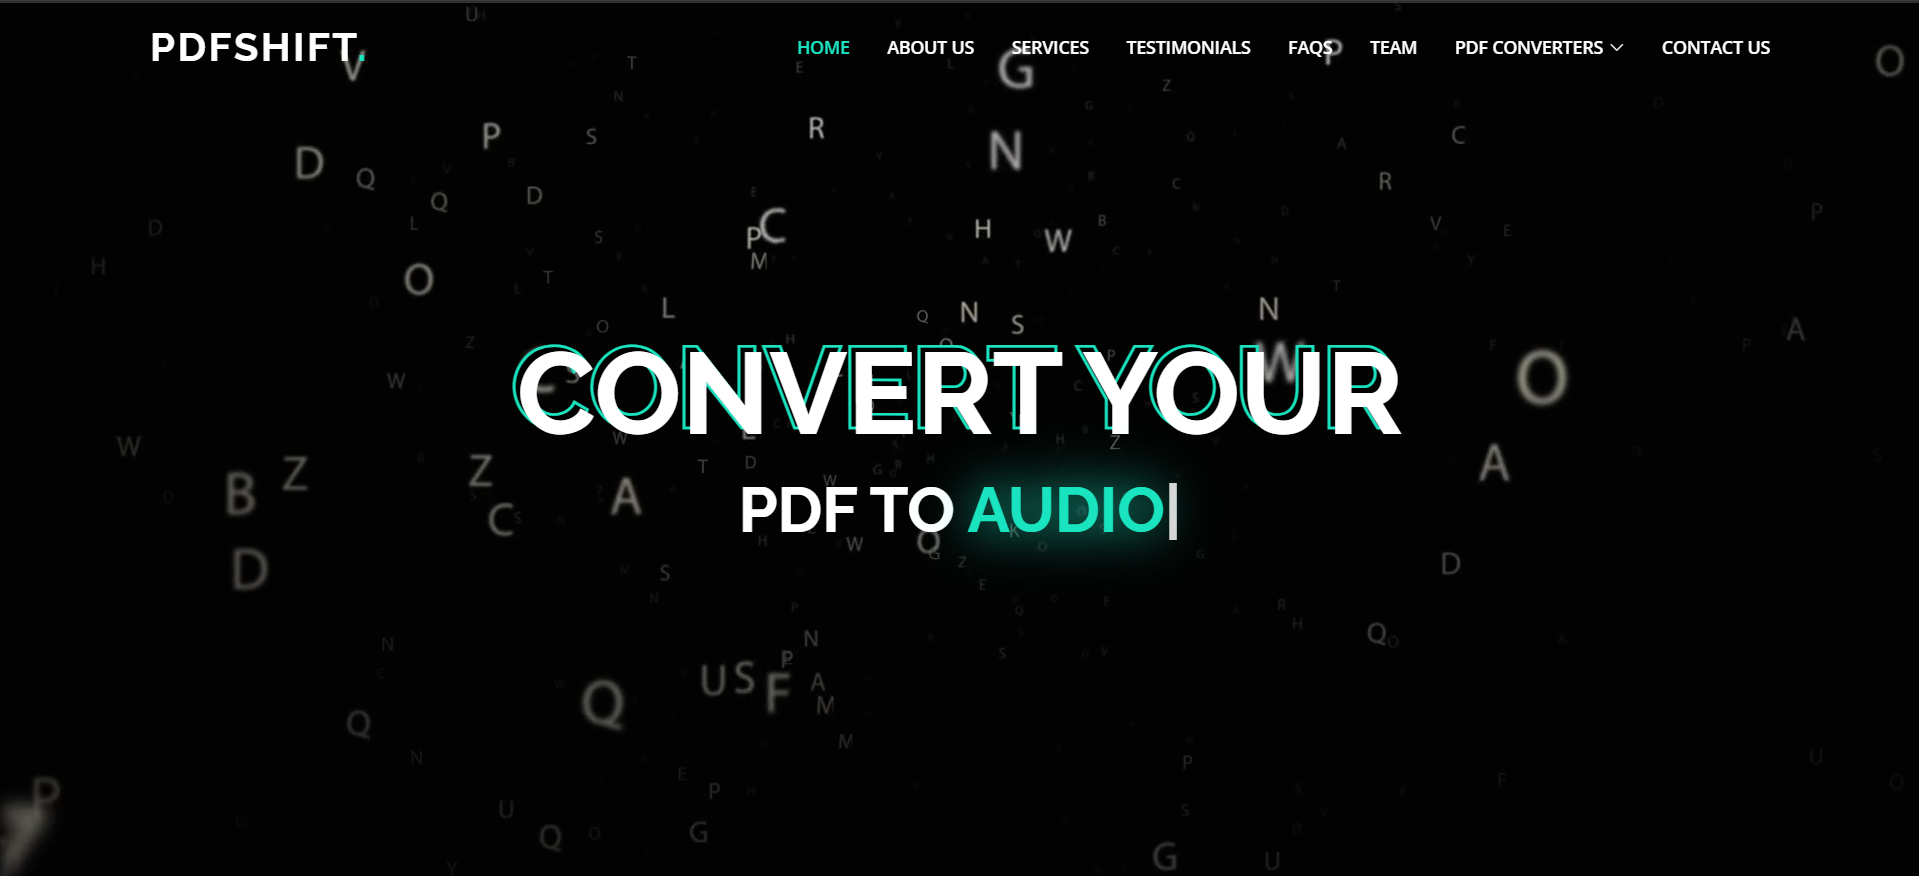 PDFSHIFT.
HOME ABOUT US SERVICES TESTIMONIALS FAQS TEAM PDF CONVERTERS CONTACT US
CONVERT YOUR
PDF TO AUDIO|